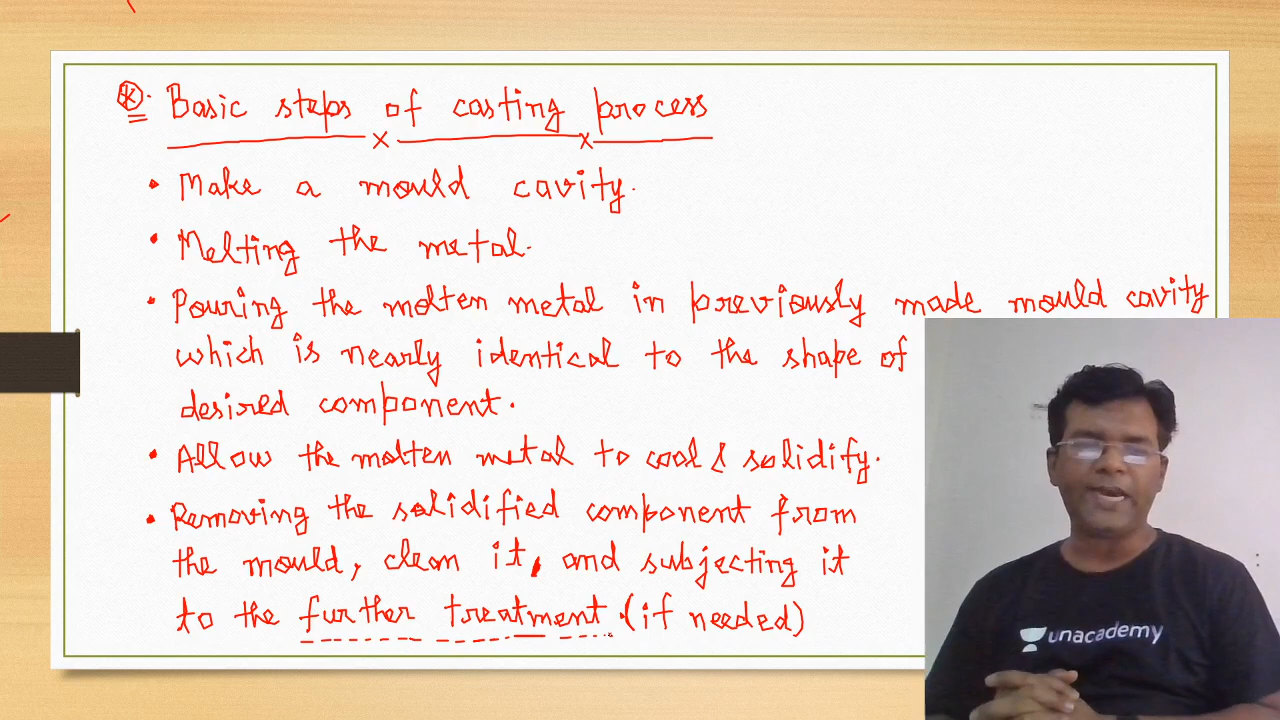 Basic steps of casting process
• Make a mould cavity.
• Melting the metal.
• Pouring the molten metal in previously made mould cavity
which is nearly identical to the shape of
desired component.
• Allow the molten metal to cool & solidify.
• Removing the solidified component from
the mould, clean it, and subjecting it
to the further treatment. (if needed)
unacademy